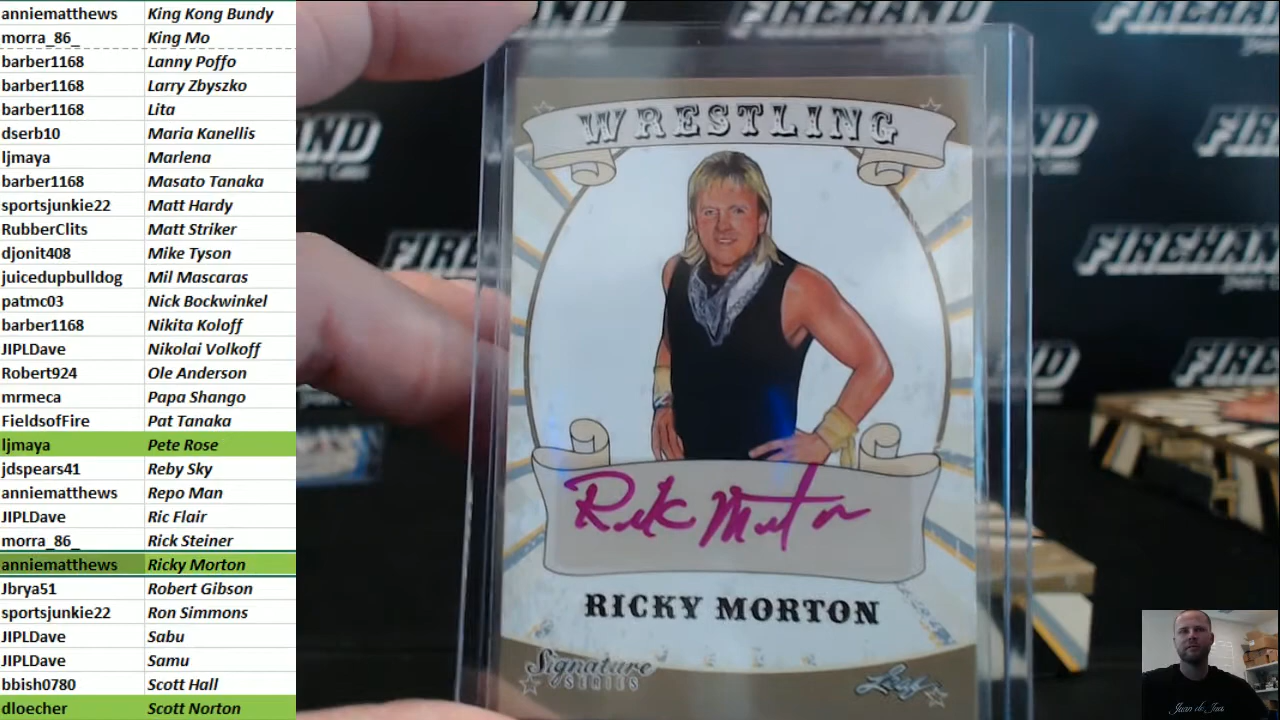 anniematthews King Kong Bundy
morra_86_ King Mo
barber1168 Lanny Poffo
barber1168 Larry Zbyszko
barber1168 Lita
dserb10 Maria Kanellis
ljmaya Marlena
barber1168 Masato Tanaka
sportsjunkie22 Matt Hardy
RubberClits Matt Striker
djonit408 Mike Tyson
juicedupbulldog Mil Mascaras
patmc03 Nick Bockwinkel
barber1168 Nikita Koloff
JIPLDave Nikolai Volkoff
Robert924 Ole Anderson
mrmeca Papa Shango
FieldsofFire Pat Tanaka
ljmaya Pete Rose
jdspears41 Reby Sky
anniematthews Repo Man
JIPLDave Ric Flair
morra_86_ Rick Steiner
anniematthews Ricky Morton
Jbrya51 Robert Gibson
sportsjunkie22 Ron Simmons
JIPLDave Sabu
JIPLDave Samu
bbish0780 Scott Hall
dloecher Scott Norton
WRESTLING
RICKY MORTON
Signature
SERIES
Leaf
FIREHAND
FIREHAND